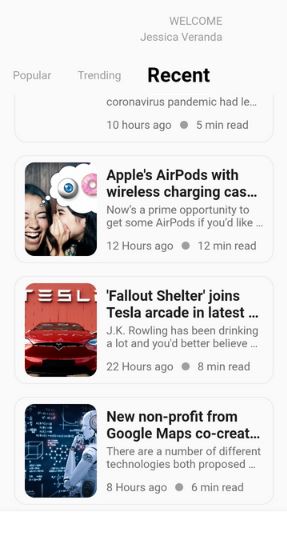 WELCOME
Jessica Veranda
Popular Trending Recent
coronavirus pandemic had le...
10 hours ago 5 min read
Apple's AirPods with
wireless charging cas...
Now's a prime opportunity to
get some AirPods if you'd like ...
12 Hours ago 12 min read
TESL
'Fallout Shelter' joins
Tesla arcade in latest ...
J.K. Rowling has been drinking
a lot and you'd better believe ...
22 Hours ago 8 min read
New non-profit from
Google Maps co-creat...
There are a number of different
technologies both proposed ...
8 Hours ago 6 min read